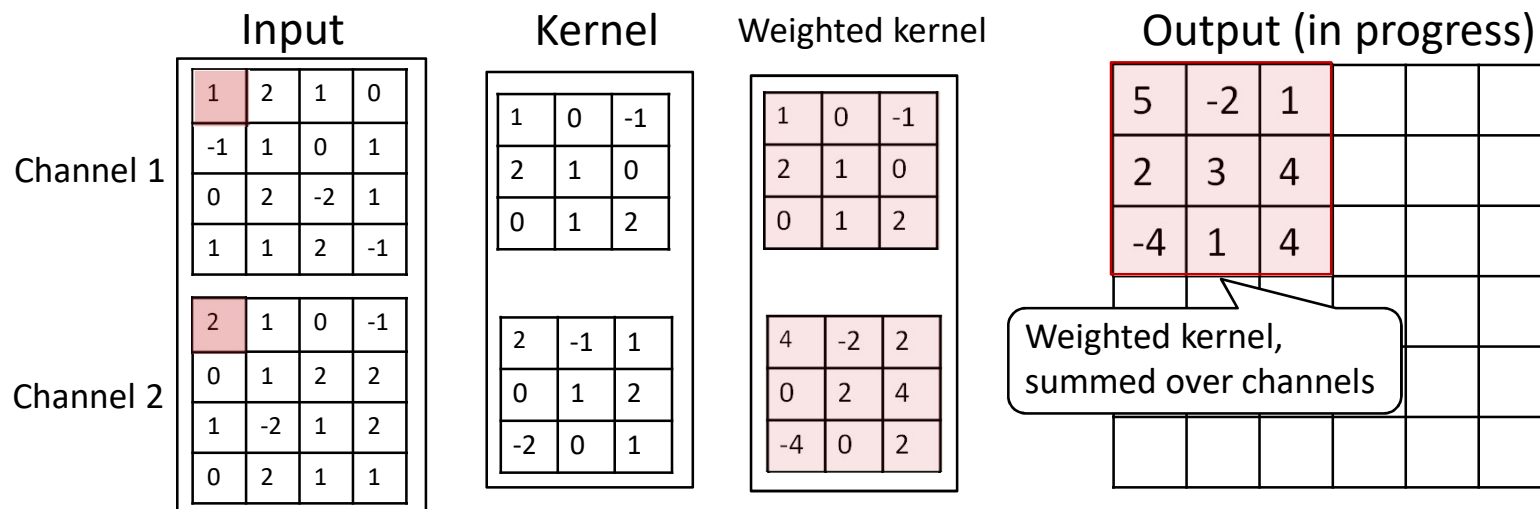 Input Kernel Weighted kernel Output (in progress)
Channel 1
1 2 1 0
-1 1 0 1
0 2 -2 1
1 1 2 -1
Channel 2
2 1 0 -1
0 1 2 2
1 -2 1 2
0 2 1 1
1 0 -1
2 1 0
0 1 2
2 -1 1
0 1 2
-2 0 1
1 0 -1
2 1 0
0 1 2
4 -2 2
0 2 4
-4 0 2
5 -2 1
2 3 4
-4 1 4
Weighted kernel,
summed over channels